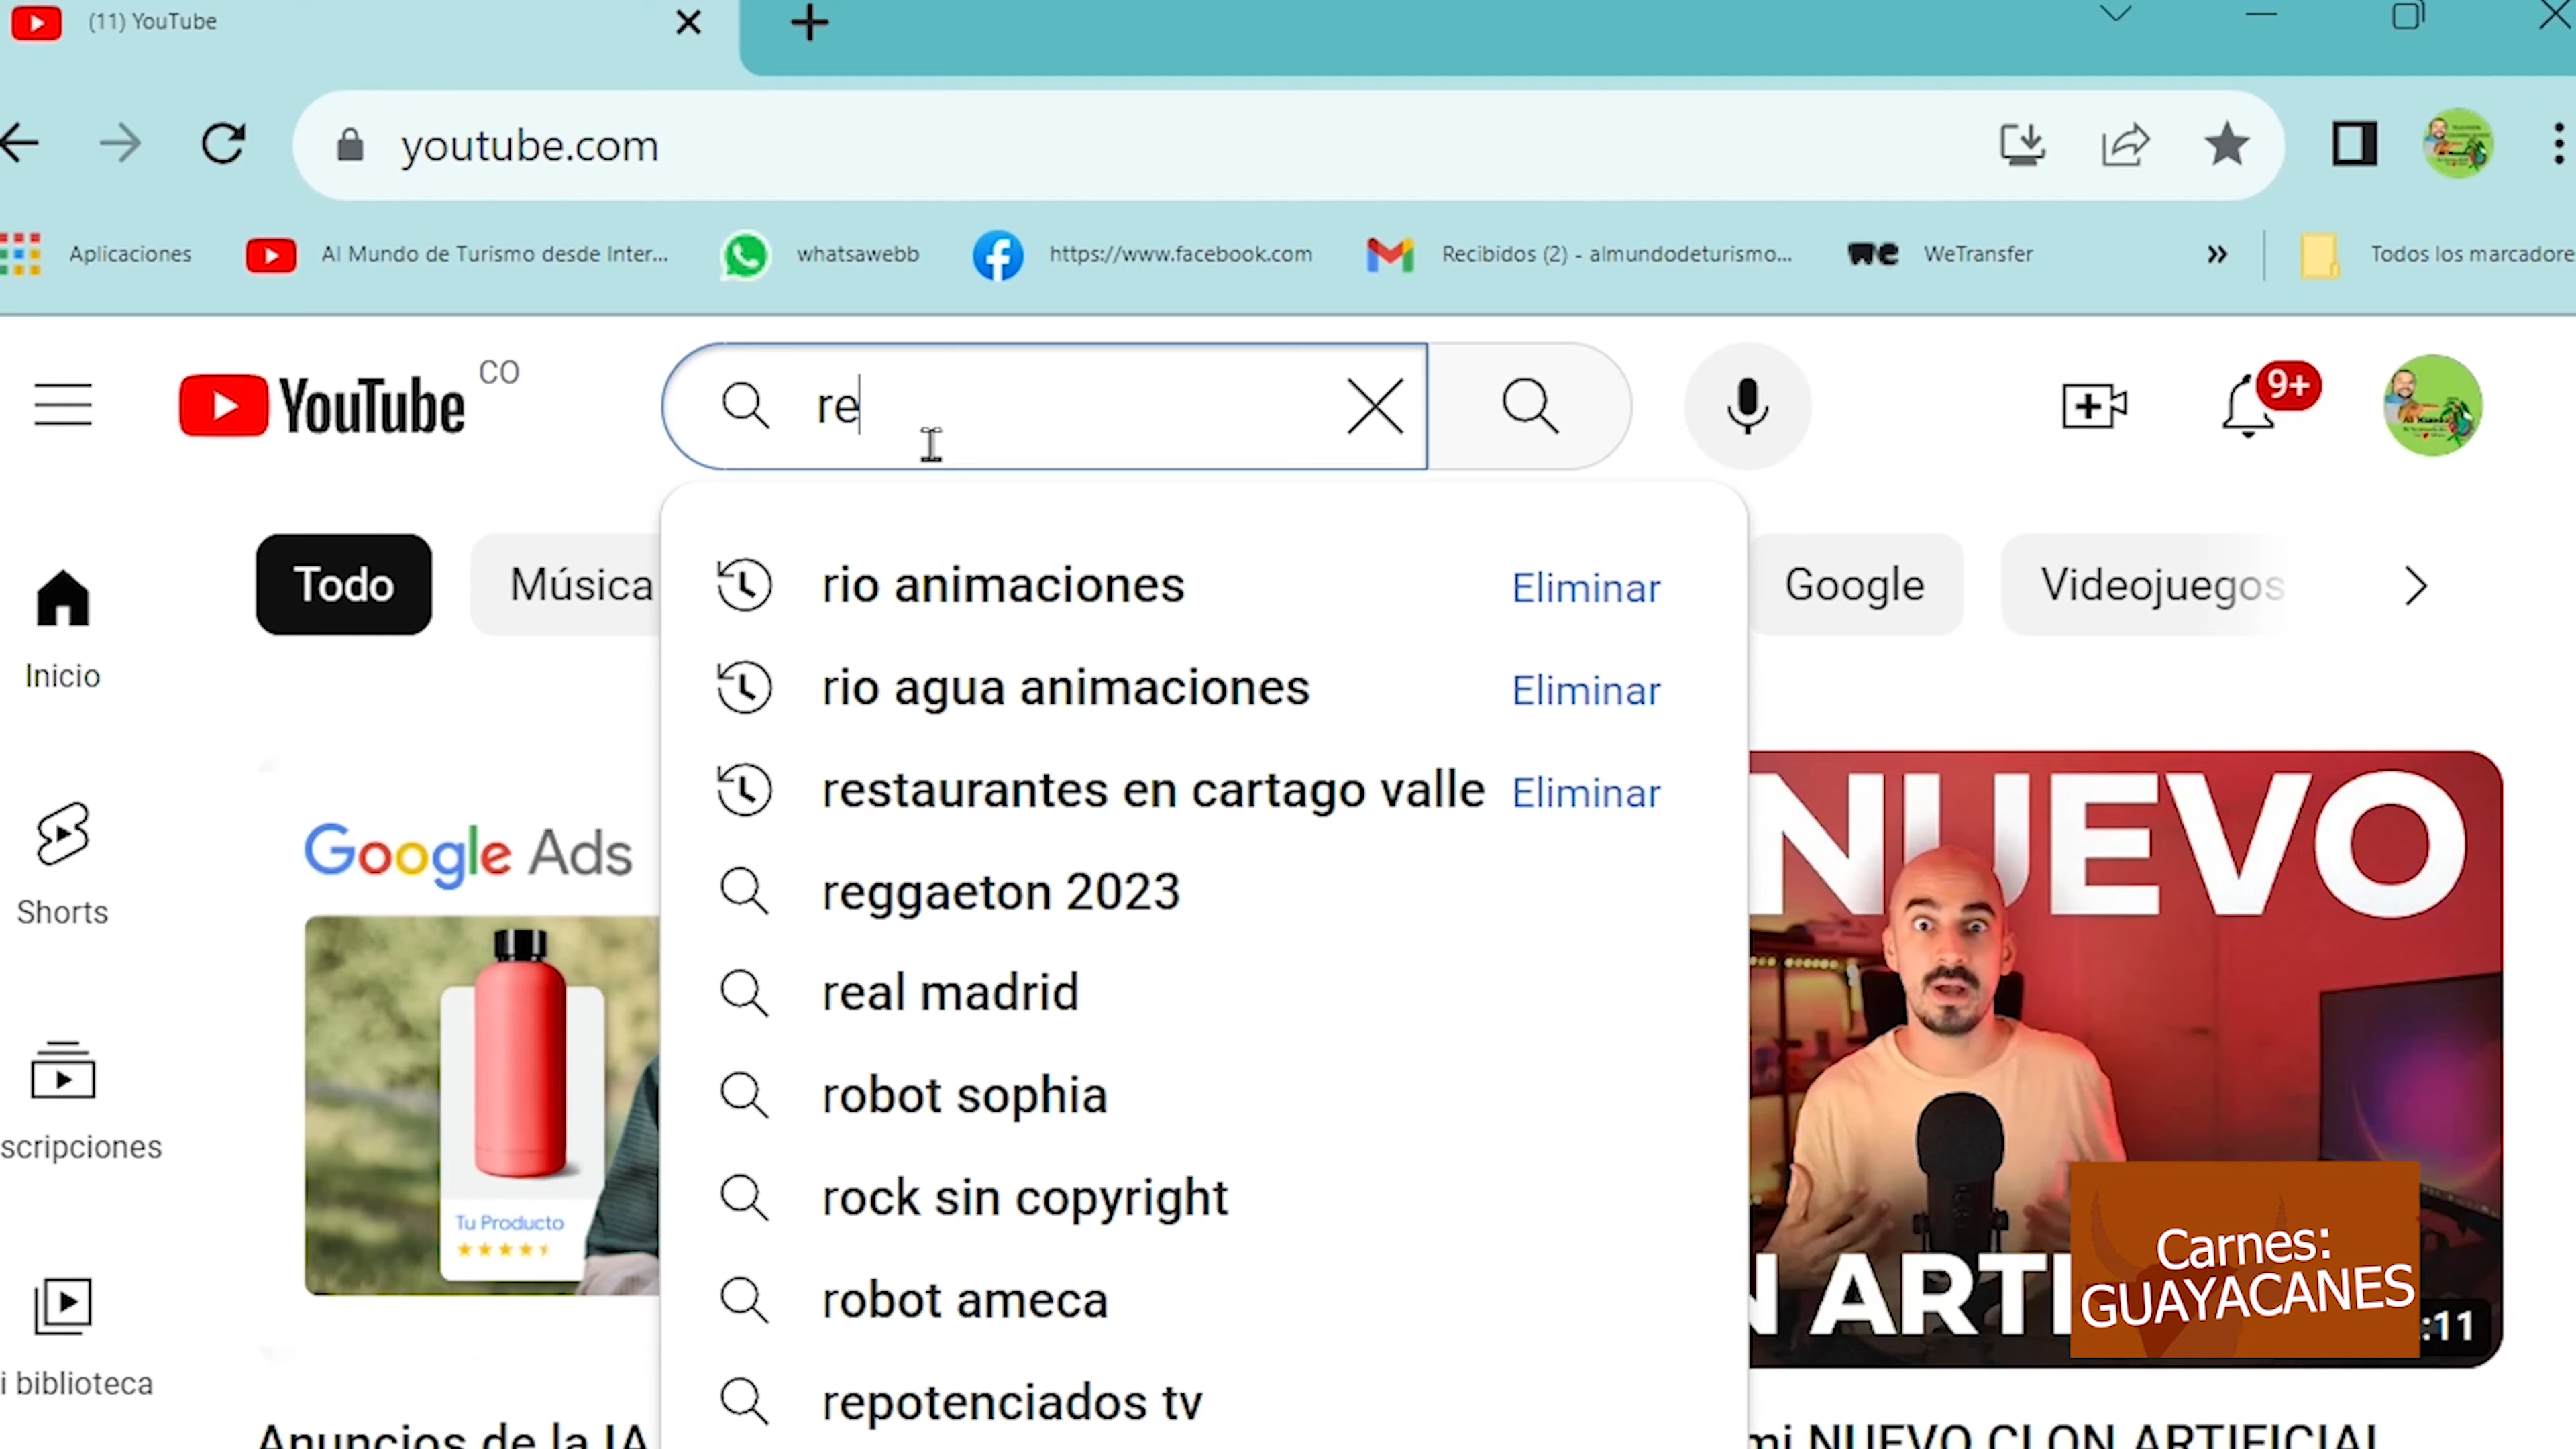 (11) YouTube
youtube.com
Aplicaciones
Al Mundo de Turismo desde Inter...
whatsawebb
https://www.facebook.com
Recibidos (2) - almundodeturismo...
WeTransfer
Todos los marcadore
YouTube CO
re
9+
Todo
Música
Google
Videojuegos
rio animaciones Eliminar
rio agua animaciones Eliminar
restaurantes en cartago valle Eliminar
reggaeton 2023
real madrid
robot sophia
rock sin copyright
robot ameca
repotenciados tv
Inicio
Shorts
scripciones
i biblioteca
Google Ads
Tu Producto
Anuncios de la IA
NUEVO
N ARTI
Carnes:
GUAYACANES
:11
mi NUEVO CLON ARTIFICIAL